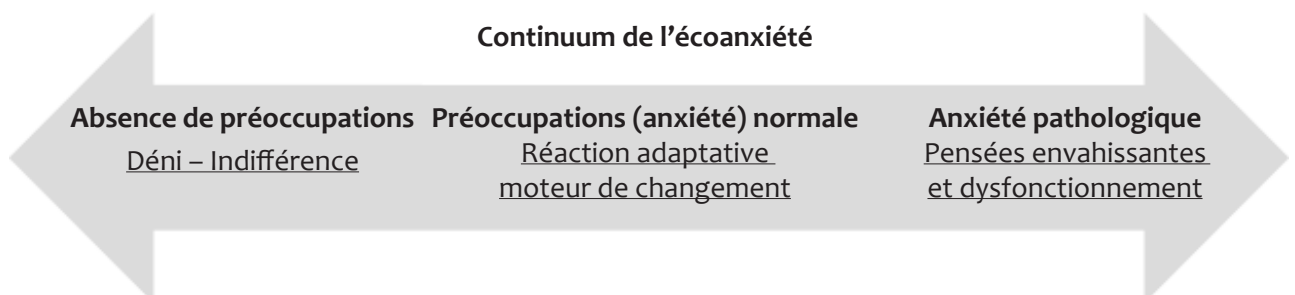 Continuum de l’écoanxiété
Absence de préoccupations
Déni – Indifférence
Préoccupations (anxiété) normale
Réaction adaptative
moteur de changement
Anxiété pathologique
Pensées envahissantes
et dysfonctionnement